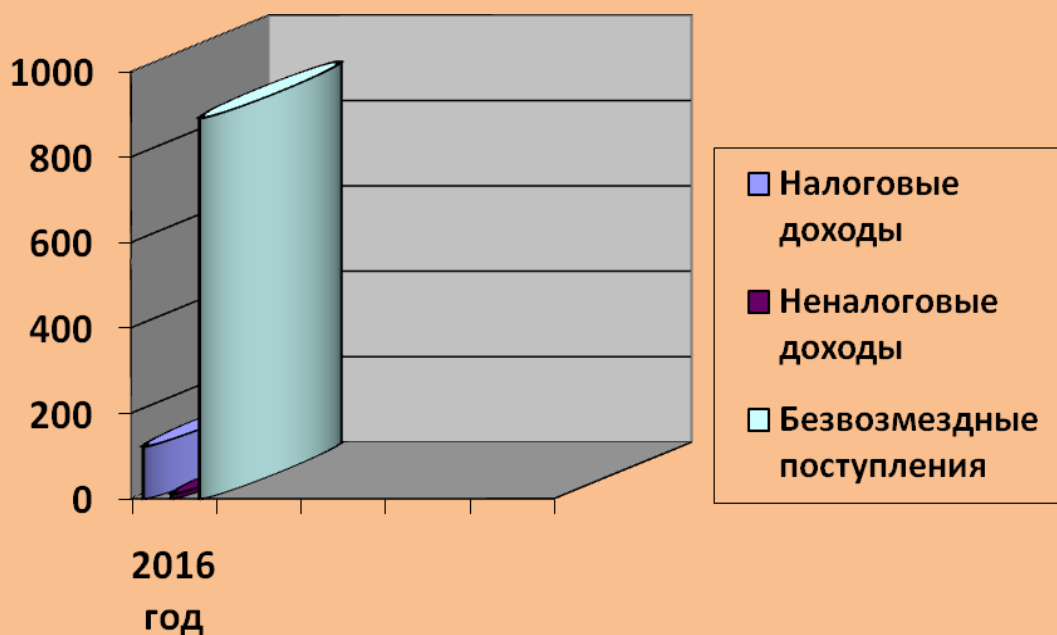 1000
800
600
400
200
0
2016
год
Налоговые
доходы
Неналоговые
доходы
Безвозмездные
поступления